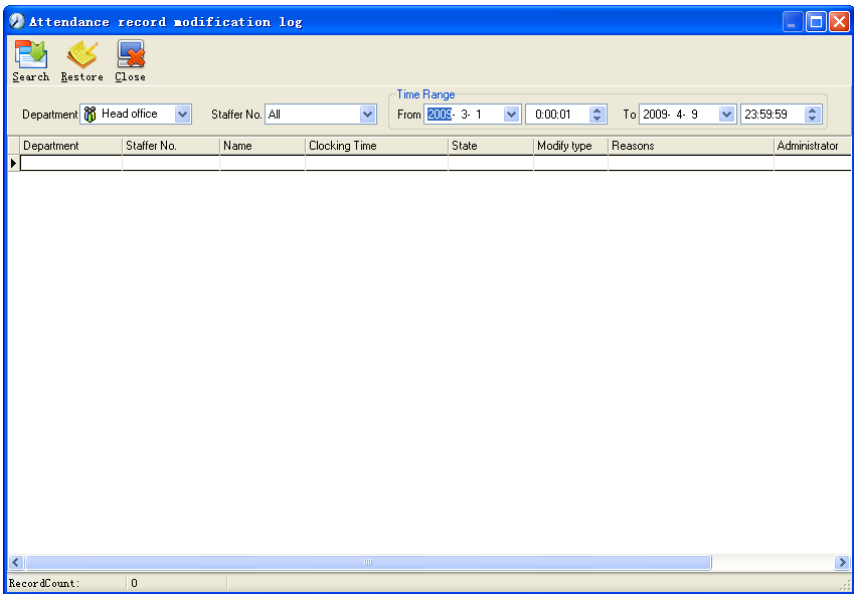 Attendance record modification log
Search Restore Close
Time Range
Department Head office Staffer No. All From 2009- 3- 1 0:00:01 To 2009- 4- 9 23:59:59
Department Staffer No. Name Clocking Time State Modify type Reasons Administrator
RecordCount: 0